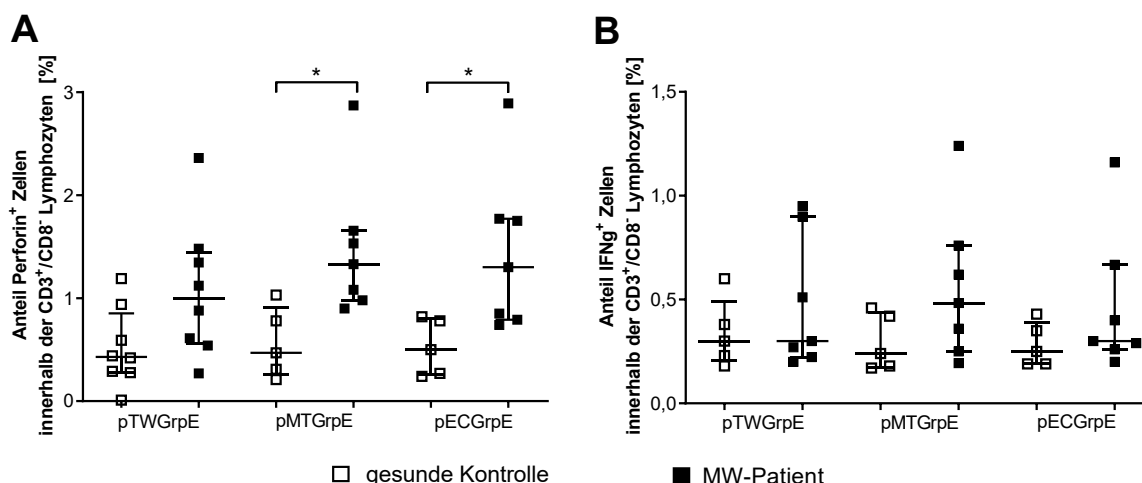 A
Anteil Perforin⁺ Zellen
innerhalb der CD3⁺/CD8⁻ Lymphozyten [%]
3
2
1
0
*
*
pTWGrpE
pMTGrpE
pECGrpE
B
Anteil IFNg⁺ Zellen
innerhalb der CD3⁺/CD8⁻ Lymphozyten [%]
1,5
1,0
0,5
0,0
pTWGrpE
pMTGrpE
pECGrpE
gesunde Kontrolle
MW-Patient